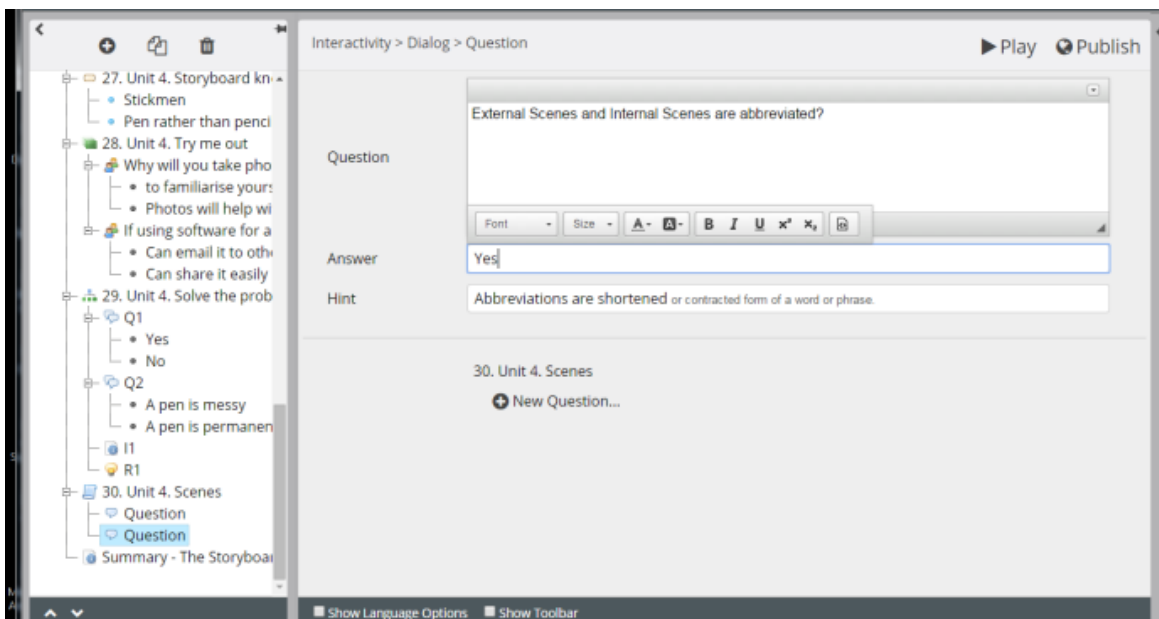 Interactivity > Dialog > Question
Play
Publish
27. Unit 4. Storyboard kn
Stickmen
Pen rather than penci
28. Unit 4. Try me out
Why will you take pho
to familiarise yours
Photos will help wi
If using software for a
Can email it to othe
Can share it easily
29. Unit 4. Solve the prob
Q1
Yes
No
Q2
A pen is messy
A pen is permanen
I1
R1
30. Unit 4. Scenes
Question
Question
Summary - The Storyboar
Question
External Scenes and Internal Scenes are abbreviated?
Font Size A A B I U x² x₂
Answer
Yes
Hint
Abbreviations are shortened or contracted form of a word or phrase.
30. Unit 4. Scenes
New Question...
Show Language Options Show Toolbar